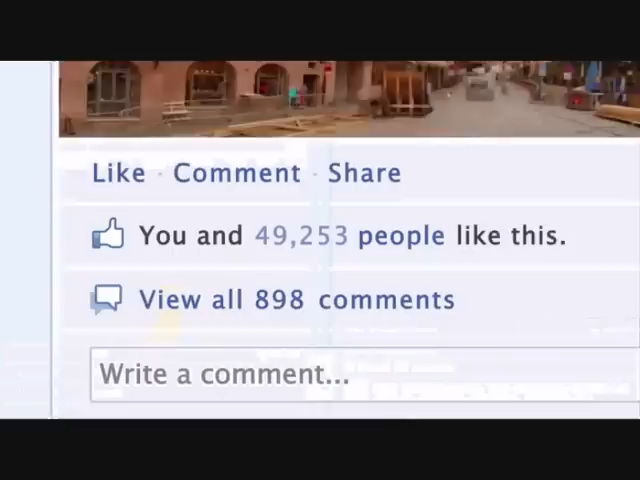 Like · Comment · Share
You and 49,253 people like this.
View all 898 comments
Write a comment...